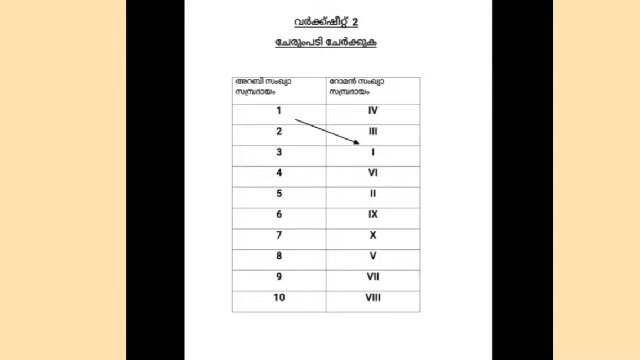 വർക്ക്ഷീറ്റ് 2
ചേരുംപടി ചേർക്കുക
അറബി സംഖ്യാ റോമൻ സംഖ്യാ
സമ്പ്രദായം സമ്പ്രദായം
1 IV
2 III
3 I
4 VI
5 II
6 IX
7 X
8 V
9 VII
10 VIII